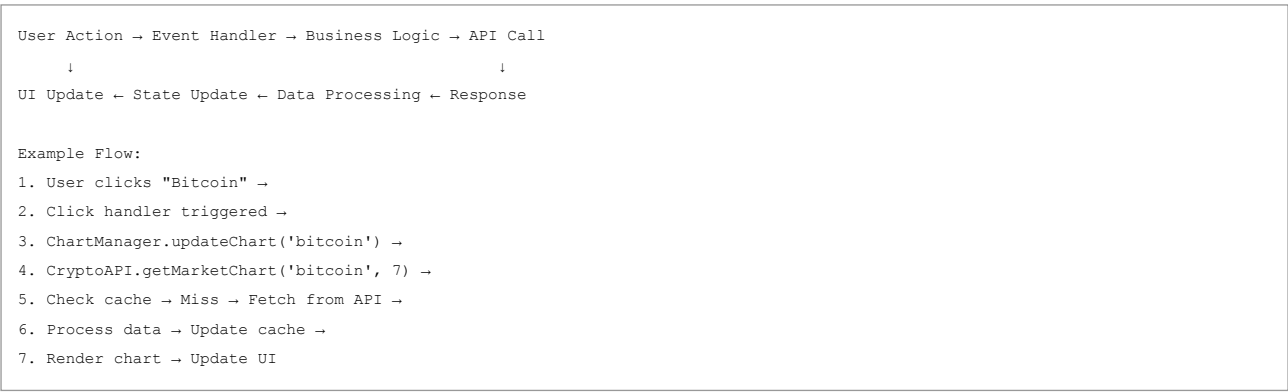 User Action → Event Handler → Business Logic → API Call
↓ ↓
UI Update ← State Update ← Data Processing ← Response
Example Flow:
1. User clicks "Bitcoin" →
2. Click handler triggered →
3. ChartManager.updateChart('bitcoin') →
4. CryptoAPI.getMarketChart('bitcoin', 7) →
5. Check cache → Miss → Fetch from API →
6. Process data → Update cache →
7. Render chart → Update UI